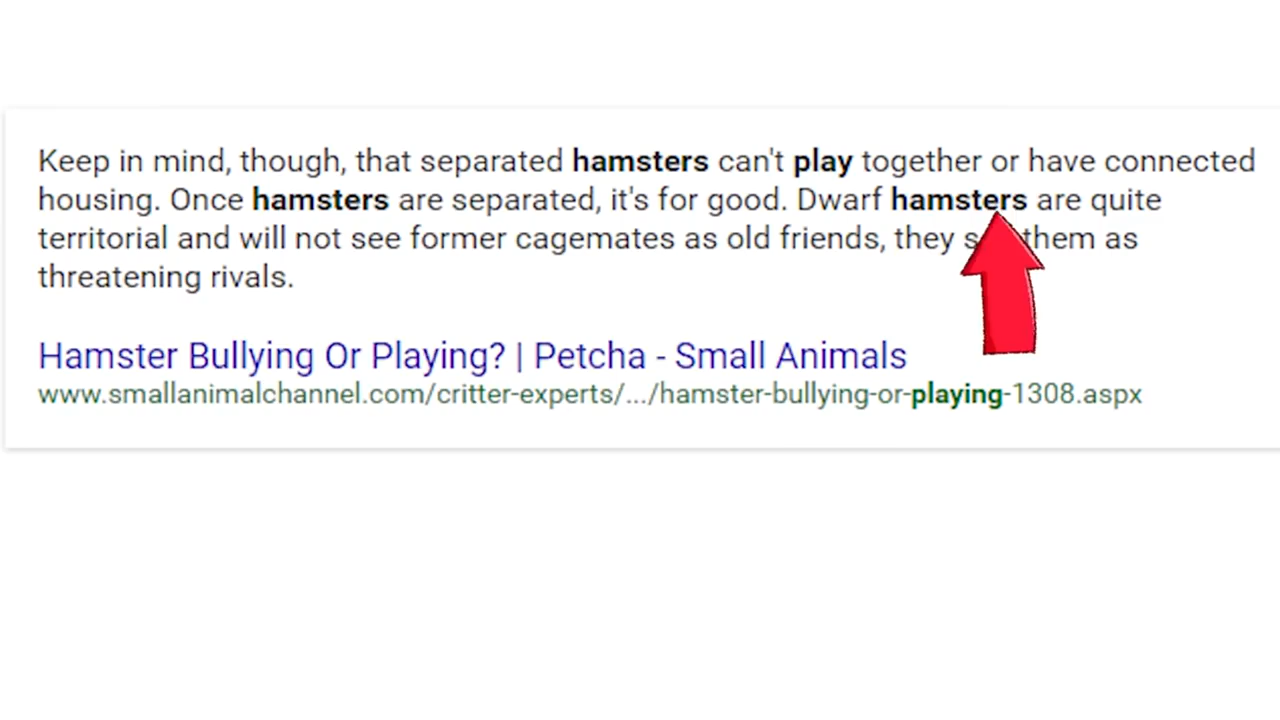 Keep in mind, though, that separated hamsters can't play together or have connected
housing. Once hamsters are separated, it's for good. Dwarf hamsters are quite
territorial and will not see former cagemates as old friends, they them as
threatening rivals.
Hamster Bullying Or Playing? | Petcha - Small Animals
www.smallanimalchannel.com/critter-experts/.../hamster-bullying-or-playing-1308.aspx